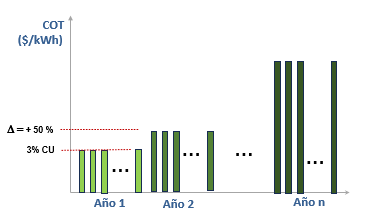 COT
($/kWh)
Δ = + 50 %
3% CU
...
...
...
...
Año 1
Año 2
Año n